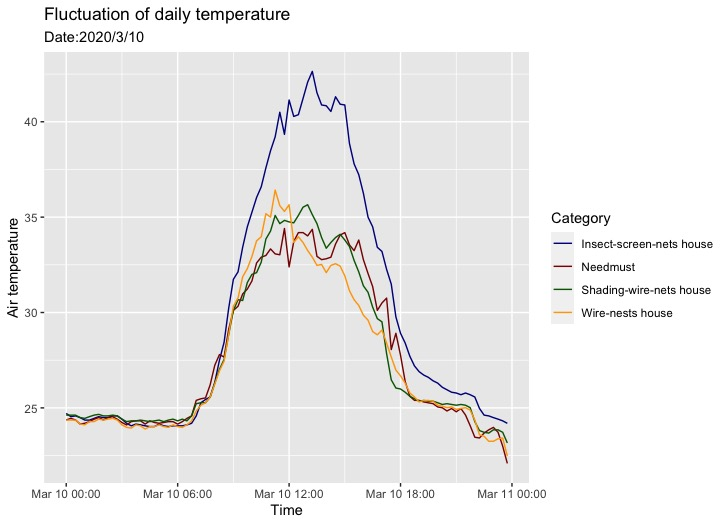 Fluctuation of daily temperature
Date:2020/3/10
40
35
30
25
Air temperature
Mar 10 00:00 Mar 10 06:00 Mar 10 12:00 Mar 10 18:00 Mar 11 00:00
Time
Category
Insect-screen-nets house
Needmust
Shading-wire-nets house
Wire-nests house